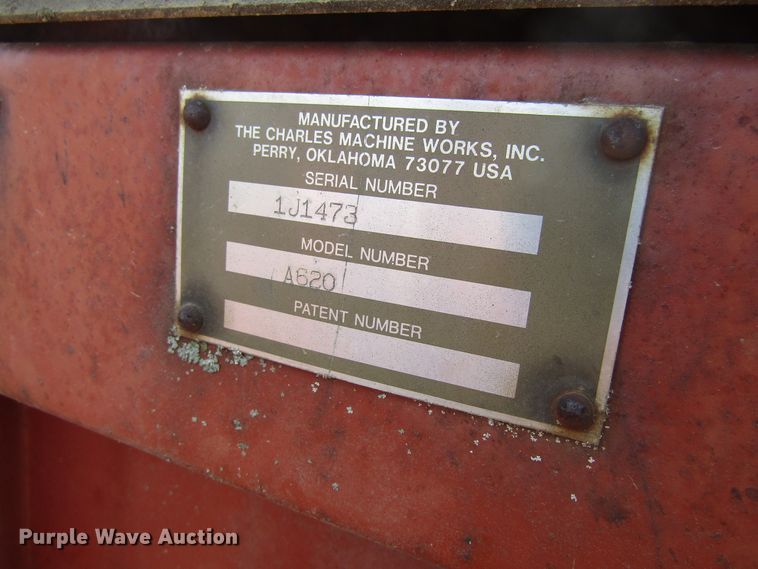 MANUFACTURED BY
THE CHARLES MACHINE WORKS, INC.
PERRY, OKLAHOMA 73077 USA
SERIAL NUMBER
1J1473
MODEL NUMBER
A620
PATENT NUMBER
Purple Wave Auction